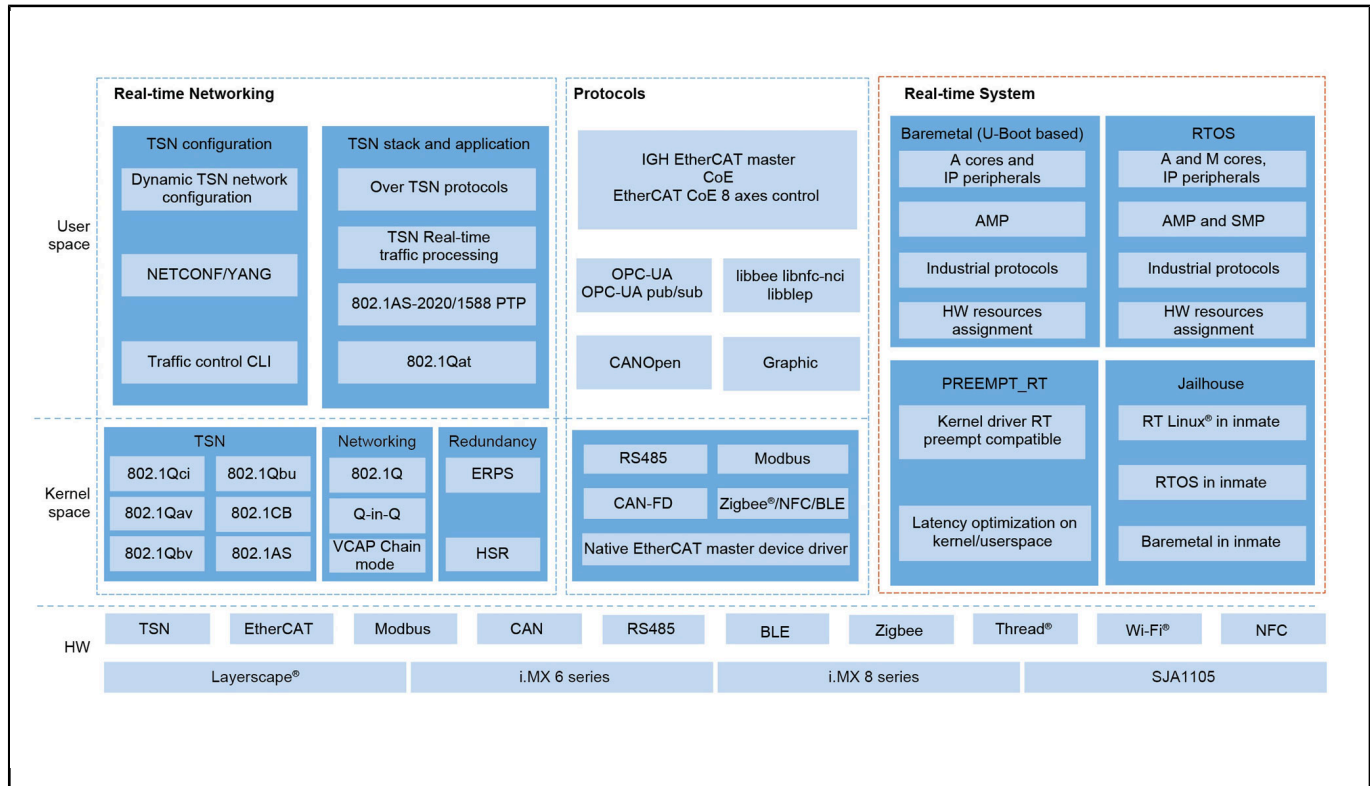 Real-time Networking
TSN configuration
Dynamic TSN network
configuration
NETCONF/YANG
Traffic control CLI
TSN stack and application
Over TSN protocols
TSN Real-time
traffic processing
802.1AS-2020/1588 PTP
802.1Qat
Protocols
IGH EtherCAT master
CoE
EtherCAT CoE 8 axes control
OPC-UA
OPC-UA pub/sub
libbee libnfc-nci
libblep
CANOpen
Graphic
Real-time System
Baremetal (U-Boot based)
A cores and
IP peripherals
AMP
Industrial protocols
HW resources
assignment
RTOS
A and M cores,
IP peripherals
AMP and SMP
Industrial protocols
HW resources
assignment
User
space
Kernel
space
TSN
802.1Qci
802.1Qbu
802.1Qav
802.1CB
802.1Qbv
802.1AS
Networking
802.1Q
Q-in-Q
VCAP Chain
mode
Redundancy
ERPS
HSR
RS485
Modbus
CAN-FD
Zigbee®/NFC/BLE
Native EtherCAT master device driver
PREEMPT_RT
Kernel driver RT
preempt compatible
Latency optimization on
kernel/userspace
Jailhouse
RT Linux® in inmate
RTOS in inmate
Baremetal in inmate
HW
TSN
EtherCAT
Modbus
CAN
RS485
BLE
Zigbee
Thread®
Wi-Fi®
NFC
Layerscape®
i.MX 6 series
i.MX 8 series
SJA1105